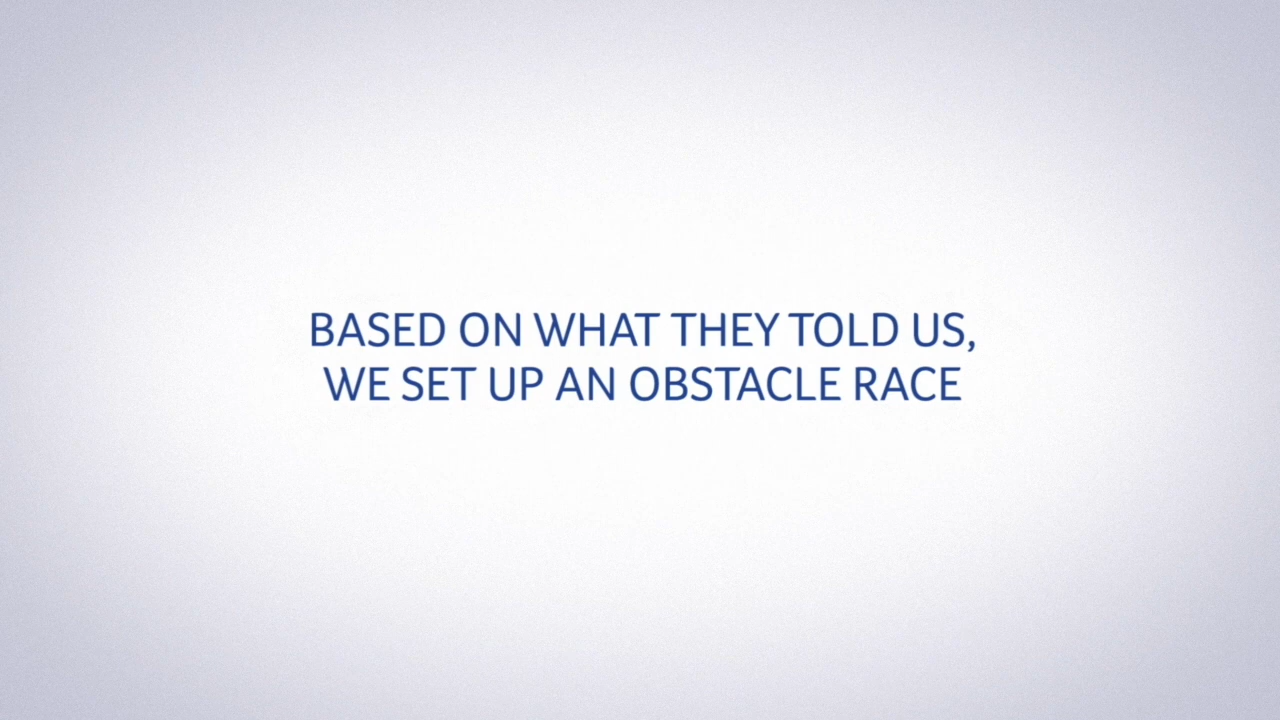 BASED ON WHAT THEY TOLD US,
WE SET UP AN OBSTACLE RACE